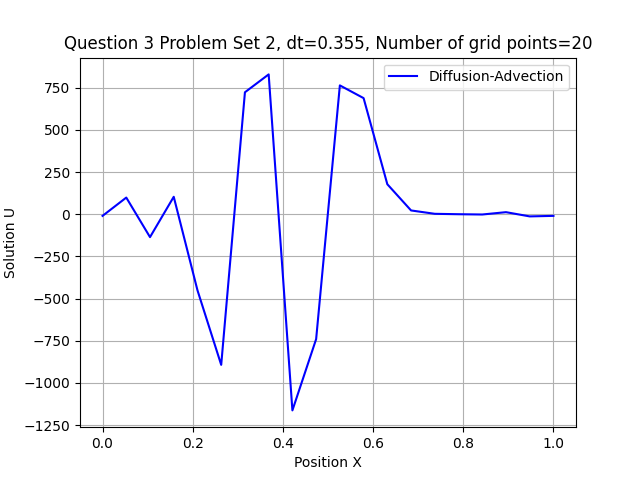 Question 3 Problem Set 2, dt=0.355, Number of grid points=20
Diffusion-Advection
750
500
250
0
−250
−500
−750
−1000
−1250
Solution U
0.0 0.2 0.4 0.6 0.8 1.0
Position X